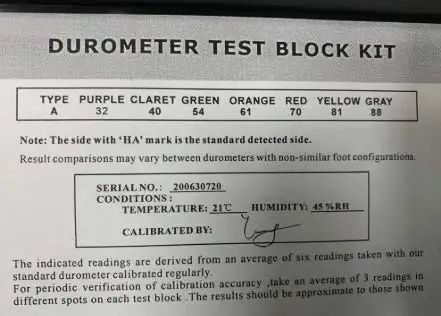 DUROMETER TEST BLOCK KIT
TYPE PURPLE CLARET GREEN ORANGE RED YELLOW GRAY
A 32 40 54 61 70 81 88
Note: The side with ‘HA’ mark is the standard detected side.
Result comparisons may vary between durometers with non-similar foot configurations.
SERIAL NO.: 200630720
CONDITIONS:
TEMPERATURE: 21℃ HUMIDITY: 45 %RH
CALIBRATED BY:
The indicated readings are derived from an average of six readings taken with our
standard durometer calibrated regularly.
For periodic verification of calibration accuracy ,take an average of 3 readings in
different spots on each test block .The results should be approximate to those shown